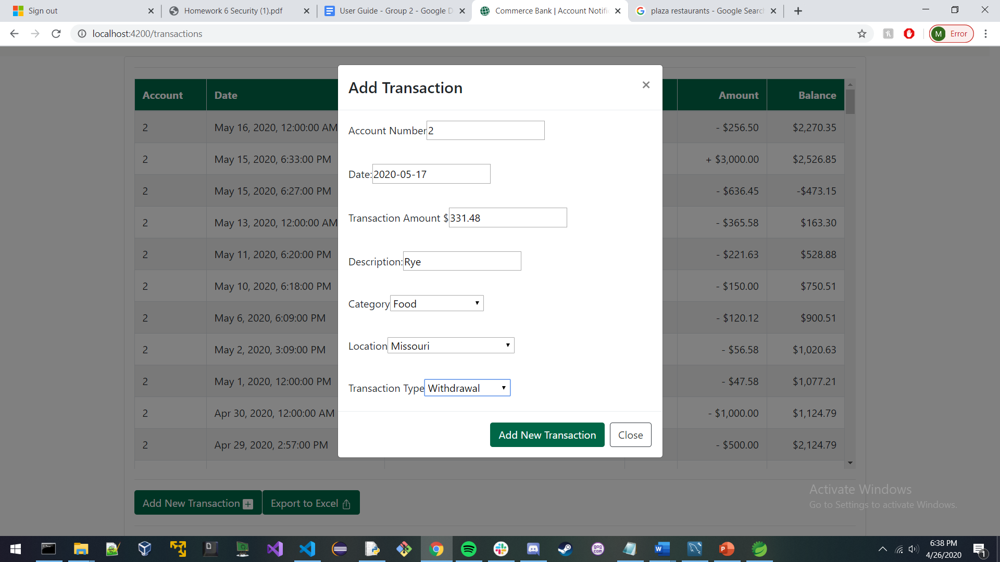 Sign out
Homework 6 Security (1).pdf
User Guide - Group 2 - Google D
Commerce Bank | Account Notifi
plaza restaurants - Google Search
localhost:4200/transactions
M Error
Account Date Amount Balance
2 May 16, 2020, 12:00:00 AM - $256.50 $2,270.35
2 May 15, 2020, 6:33:00 PM + $3,000.00 $2,526.85
2 May 15, 2020, 6:27:00 PM - $636.45 -$473.15
2 May 13, 2020, 12:00:00 AM - $365.58 $163.30
2 May 11, 2020, 6:20:00 PM - $221.63 $528.88
2 May 10, 2020, 6:18:00 PM - $150.00 $750.51
2 May 6, 2020, 6:09:00 PM - $120.12 $900.51
2 May 2, 2020, 3:09:00 PM - $56.58 $1,020.63
2 May 1, 2020, 12:00:00 PM - $47.58 $1,077.21
2 Apr 30, 2020, 12:00:00 AM - $1,000.00 $1,124.79
2 Apr 29, 2020, 2:57:00 PM - $500.00 $2,124.79
Add Transaction
Account Number 2
Date: 2020-05-17
Transaction Amount $ 331.48
Description: Rye
Category Food
Location Missouri
Transaction Type Withdrawal
Add New Transaction Close
Add New Transaction Export to Excel
Activate Windows
Go to Settings to activate Windows.
gog
com
6:38 PM
4/26/2020
1